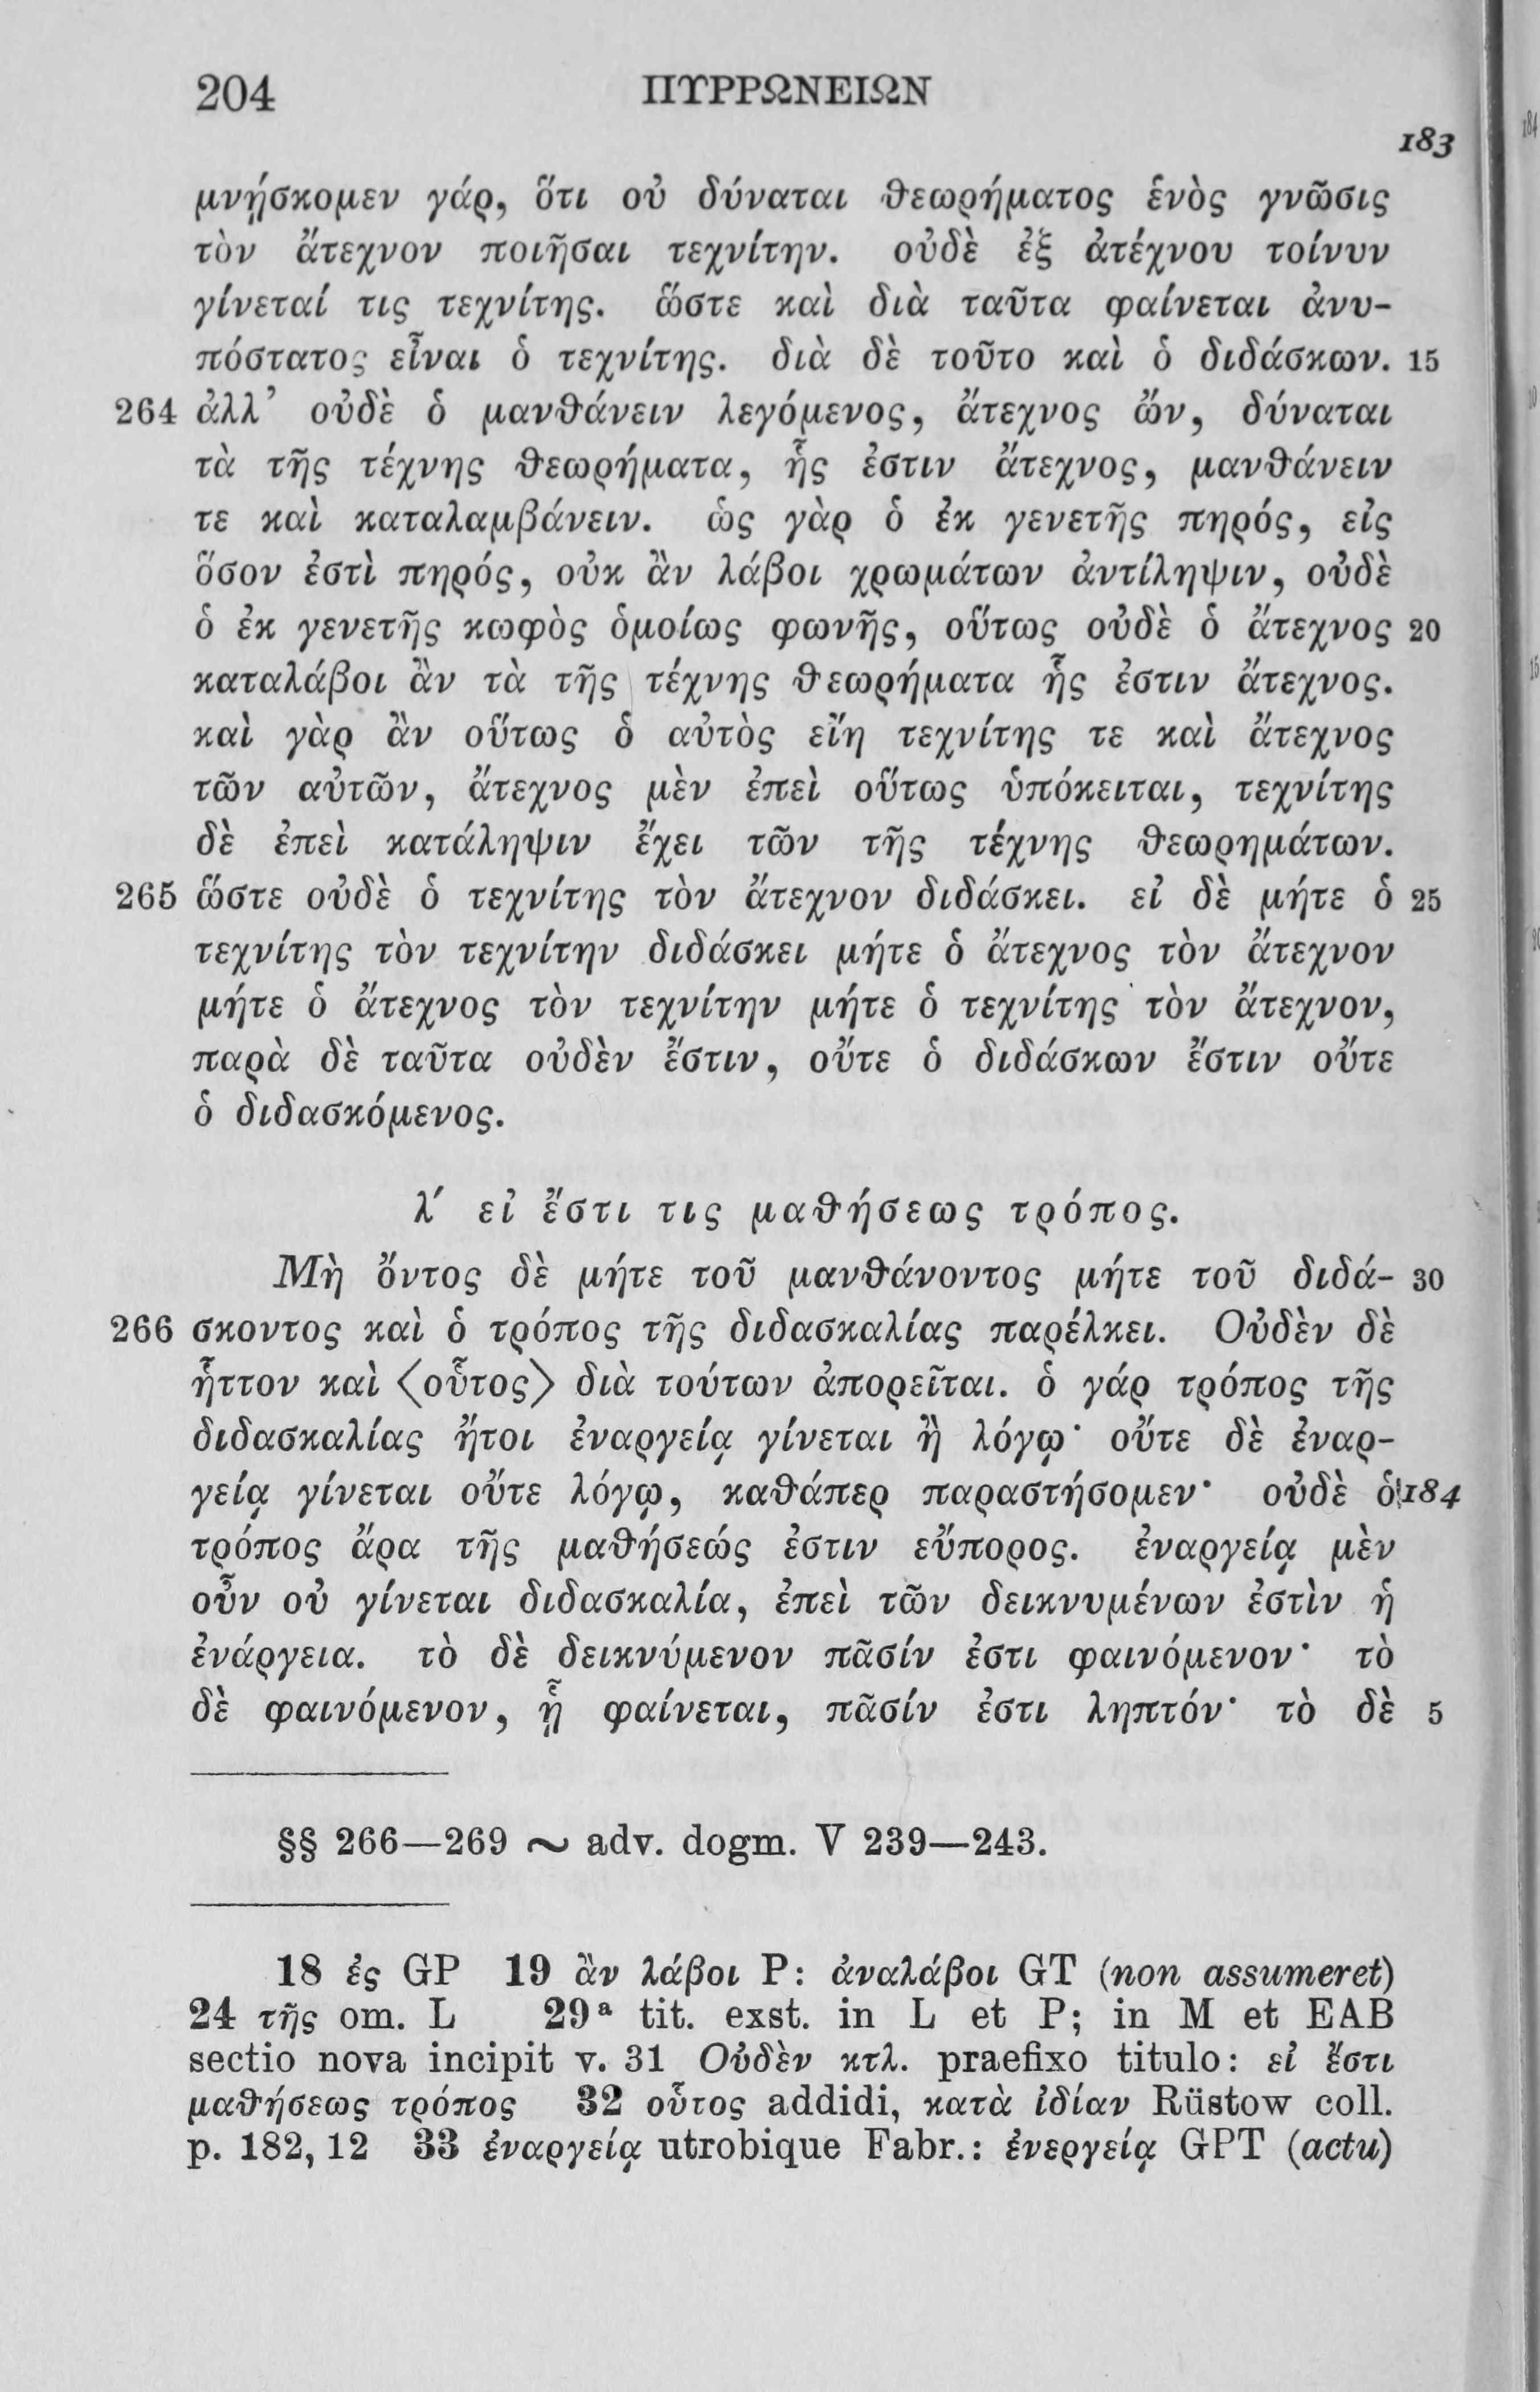 204 ΠΥΡΡΩΝΕΙΩΝ
183
μνῄσκομεν γάρ, ὅτι οὐ δύναται θεωρήματος ἑνὸς γνῶσις
τὸν ἄτεχνον ποιῆσαι τεχνίτην. οὐδὲ ἐξ ἀτέχνου τοίνυν
γίνεταί τις τεχνίτης. ὥστε καὶ διὰ ταῦτα φαίνεται ἀνυ-
πόστατος εἶναι ὁ τεχνίτης. διὰ δὲ τοῦτο καὶ ὁ διδάσκων. 15
264 ἀλλ’ οὐδὲ ὁ μανθάνειν λεγόμενος, ἄτεχνος ὤν, δύναται
τὰ τῆς τέχνης θεωρήματα, ἧς ἐστιν ἄτεχνος, μανθάνειν
τε καὶ καταλαμβάνειν. ὡς γὰρ ὁ ἐκ γενετῆς πηρός, εἰς
ὅσον ἐστὶ πηρός, οὐκ ἂν λάβοι χρωμάτων ἀντίληψιν, οὐδὲ
ὁ ἐκ γενετῆς κωφὸς ὁμοίως φωνῆς, οὕτως οὐδὲ ὁ ἄτεχνος 20
καταλάβοι ἂν τὰ τῆς τέχνης θεωρήματα ἧς ἐστιν ἄτεχνος.
καὶ γὰρ ἂν οὕτως ὁ αὐτὸς εἴη τεχνίτης τε καὶ ἄτεχνος
τῶν αὐτῶν, ἄτεχνος μὲν ἐπεὶ οὕτως ὑπόκειται, τεχνίτης
δὲ ἐπεὶ κατάληψιν ἔχει τῶν τῆς τέχνης θεωρημάτων.
265 ὥστε οὐδὲ ὁ τεχνίτης τὸν ἄτεχνον διδάσκει. εἰ δὲ μήτε ὁ 25
τεχνίτης τὸν τεχνίτην διδάσκει μήτε ὁ ἄτεχνος τὸν ἄτεχνον
μήτε ὁ ἄτεχνος τὸν τεχνίτην μήτε ὁ τεχνίτης τὸν ἄτεχνον,
παρὰ δὲ ταῦτα οὐδὲν ἔστιν, οὔτε ὁ διδάσκων ἔστιν οὔτε
ὁ διδασκόμενος.
λʹ εἰ ἔστι τις μαθήσεως τρόπος.
Μὴ ὄντος δὲ μήτε τοῦ μανθάνοντος μήτε τοῦ διδά- 30
266 σκοντος καὶ ὁ τρόπος τῆς διδασκαλίας παρέλκει. Οὐδὲν δὲ
ἧττον καὶ ⟨οὗτος⟩ διὰ τούτων ἀπορεῖται. ὁ γάρ τρόπος τῆς
διδασκαλίας ἤτοι ἐναργείᾳ γίνεται ἢ λόγῳ· οὔτε δὲ ἐναρ-
γείᾳ γίνεται οὔτε λόγῳ, καθάπερ παραστήσομεν· οὐδὲ ὁ 184
τρόπος ἄρα τῆς μαθήσεώς ἐστιν εὔπορος. ἐναργείᾳ μὲν
οὖν οὐ γίνεται διδασκαλία, ἐπεὶ τῶν δεικνυμένων ἐστὶν ἡ
ἐνάργεια. τὸ δὲ δεικνύμενον πᾶσίν ἐστι φαινόμενον· τὸ
δὲ φαινόμενον, ᾗ φαίνεται, πᾶσίν ἐστι ληπτόν· τὸ δὲ 5
§§ 266—269 ~ adv. dogm. V 239—243.
18 ἐς GP 19 ἂν λάβοι P: ἀναλάβοι GT (non assumeret)
24 τῆς om. L 29ª tit. exst. in L et P; in M et EAB
sectio nova incipit v. 31 Οὐδὲν κτλ. praefixo titulo: εἰ ἔστι
μαθήσεως τρόπος 32 οὗτος addidi, κατὰ ἰδίαν Rüstow coll.
p. 182, 12 33 ἐναργείᾳ utrobique Fabr.: ἐνεργείᾳ GPT (actu)